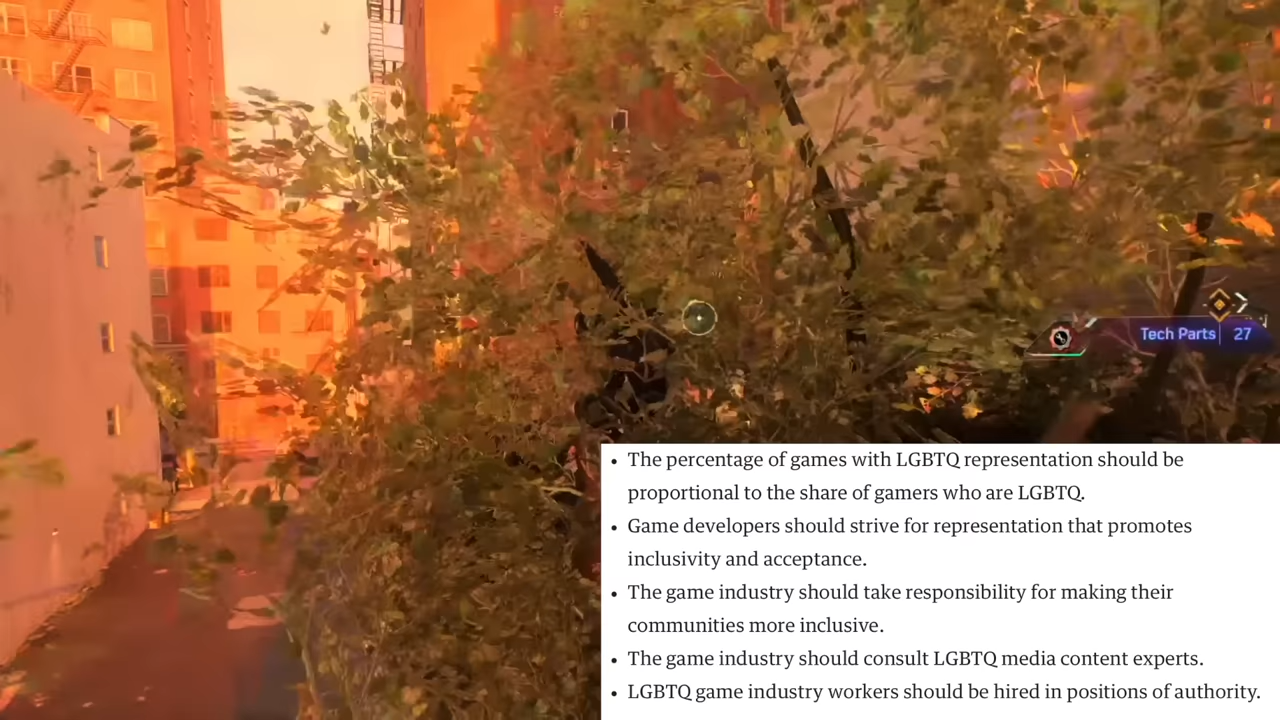 Tech Parts 27
• The percentage of games with LGBTQ representation should be
proportional to the share of gamers who are LGBTQ.
• Game developers should strive for representation that promotes
inclusivity and acceptance.
• The game industry should take responsibility for making their
communities more inclusive.
• The game industry should consult LGBTQ media content experts.
• LGBTQ game industry workers should be hired in positions of authority.